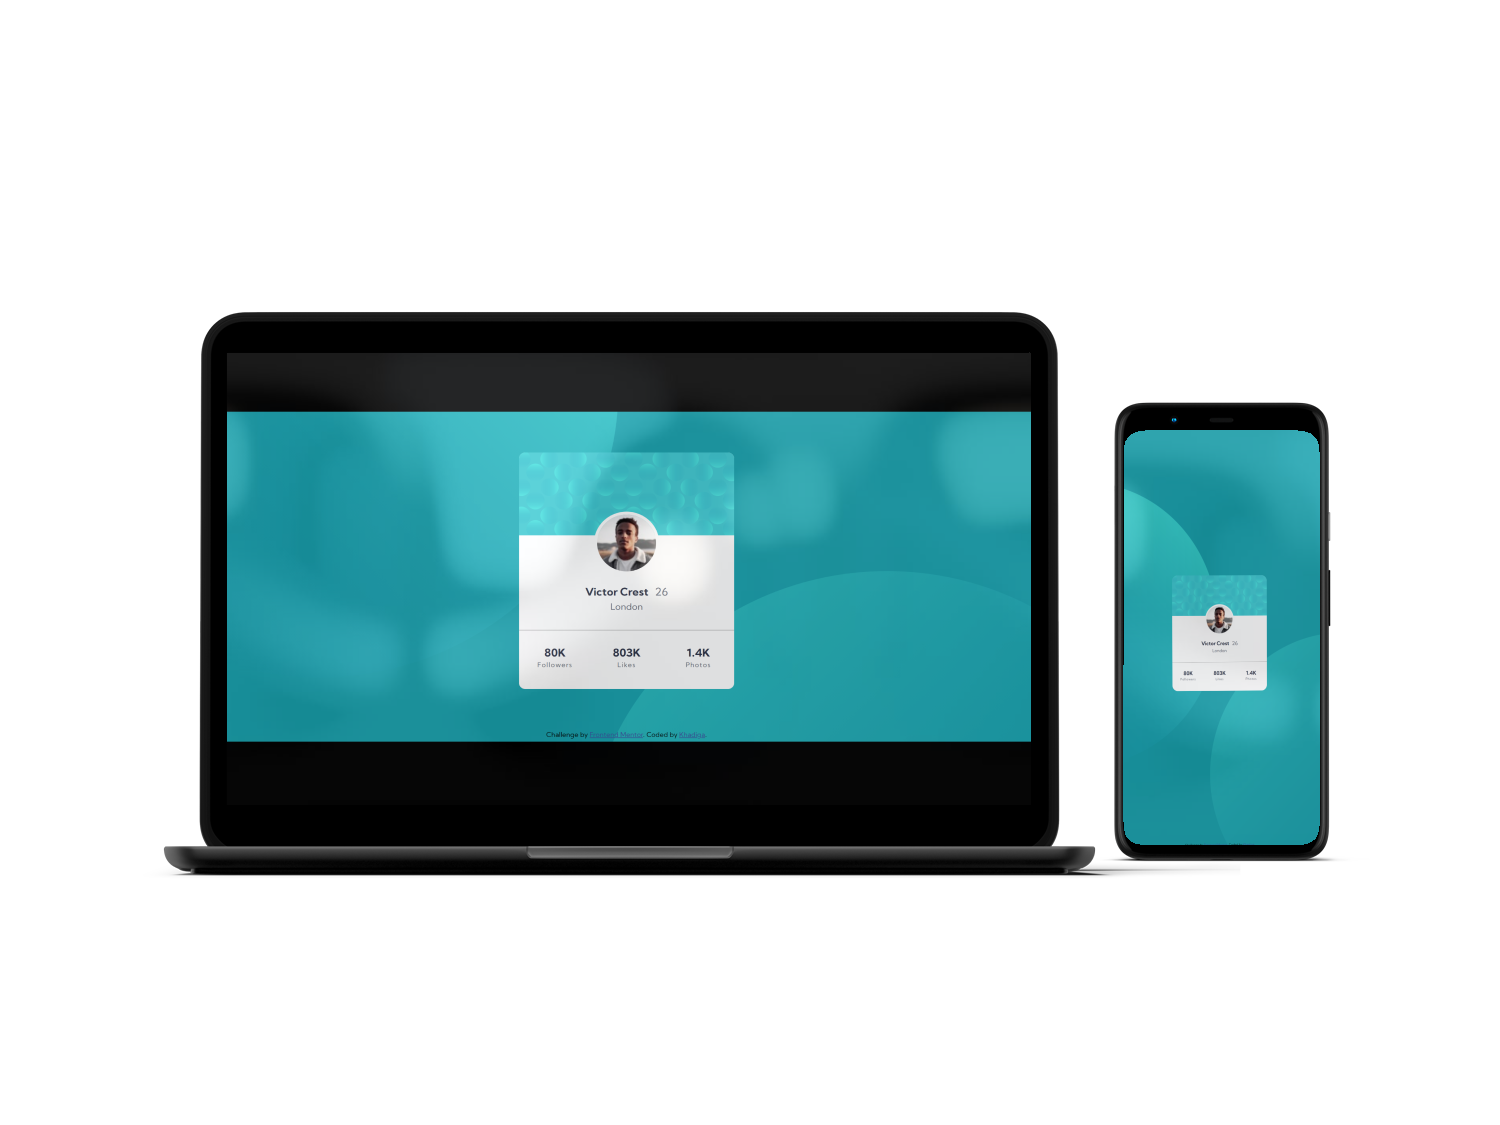 Victor Crest 26
London
80K 803K 1.4K
Followers Likes Photos
Challenge by Frontend Mentor. Coded by Khadija.
Victor Crest 26
London
80K 803K 1.4K
Followers Likes Photos